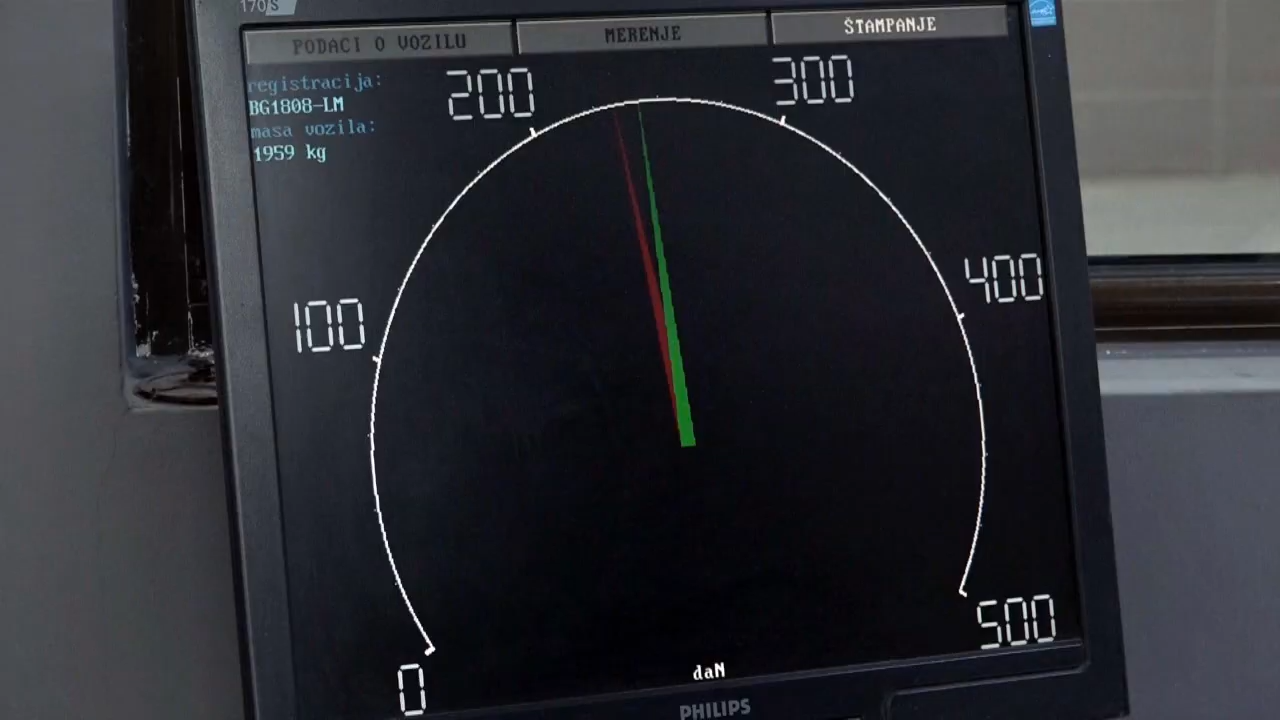 170S
PODACI O VOZILU
MERENJE
ŠTAMPANJE
registracija:
BG1808-LM
masa vozila:
1959 kg
200
300
100
400
0
500
daN
PHILIPS